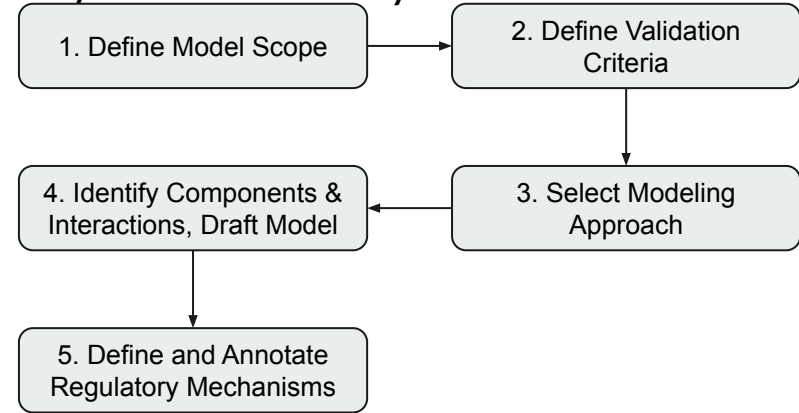 1. Define Model Scope
2. Define Validation
Criteria
3. Select Modeling
Approach
4. Identify Components &
Interactions, Draft Model
5. Define and Annotate
Regulatory Mechanisms